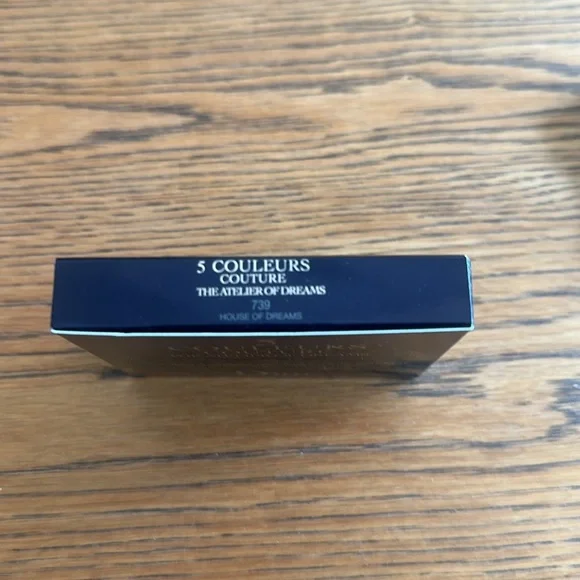 5 COULEURS
COUTURE
THE ATELIER OF DREAMS
739
HOUSE OF DREAMS